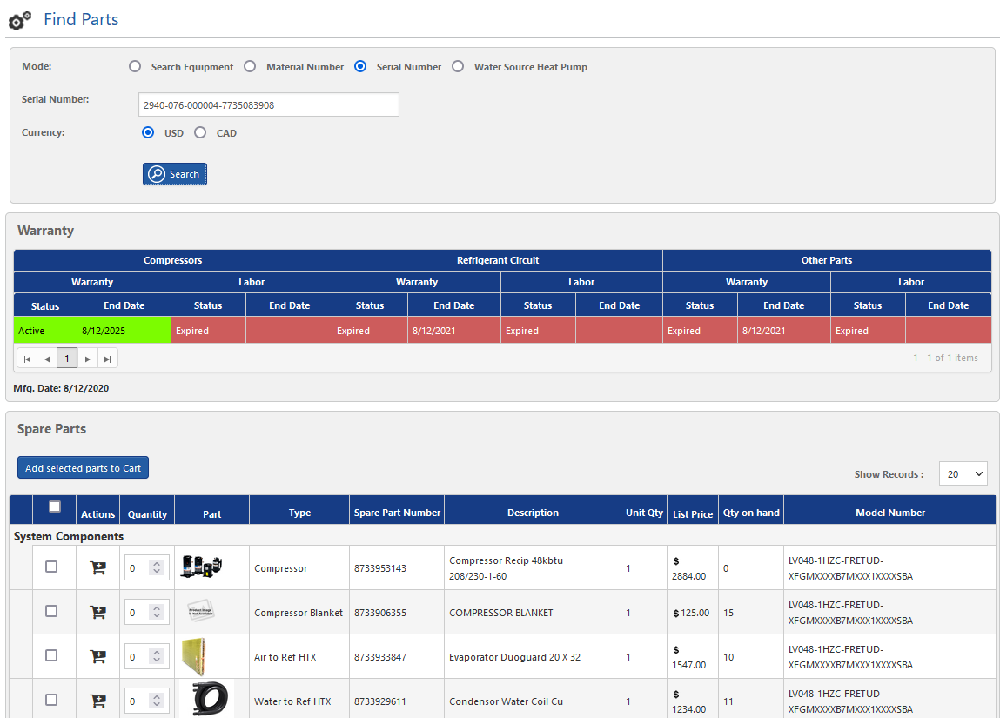 Find Parts
Mode: Search Equipment Material Number Serial Number Water Source Heat Pump
Serial Number: 2940-076-000004-7735083908
Currency: USD CAD
Search
Warranty
Compressors Refrigerant Circuit Other Parts
Warranty Labor Warranty Labor Warranty Labor
Status End Date Status End Date Status End Date Status End Date Status End Date Status End Date
Active 8/12/2025 Expired Expired 8/12/2021 Expired Expired 8/12/2021 Expired
1 1 - 1 of 1 items
Mfg. Date: 8/12/2020
Spare Parts
Add selected parts to Cart Show Records : 20
Actions Quantity Part Type Spare Part Number Description Unit Qty List Price Qty on hand Model Number
System Components
0 Compressor 8733953143 Compressor Recip 48kbtu 208/230-1-60 1 $ 2884.00 0 LV048-1HZC-FRETUD-XFGMXXXXB7MXXX1XXXXSBA
0 Product Image Is Not Available Compressor Blanket 8733906355 COMPRESSOR BLANKET 1 $ 125.00 15 LV048-1HZC-FRETUD-XFGMXXXXB7MXXX1XXXXSBA
0 Air to Ref HTX 8733933847 Evaporator Duoguard 20 X 32 1 $ 1547.00 10 LV048-1HZC-FRETUD-XFGMXXXXB7MXXX1XXXXSBA
0 Water to Ref HTX 8733929611 Condensor Water Coil Cu 1 $ 1234.00 11 LV048-1HZC-FRETUD-XFGMXXXXB7MXXX1XXXXSBA